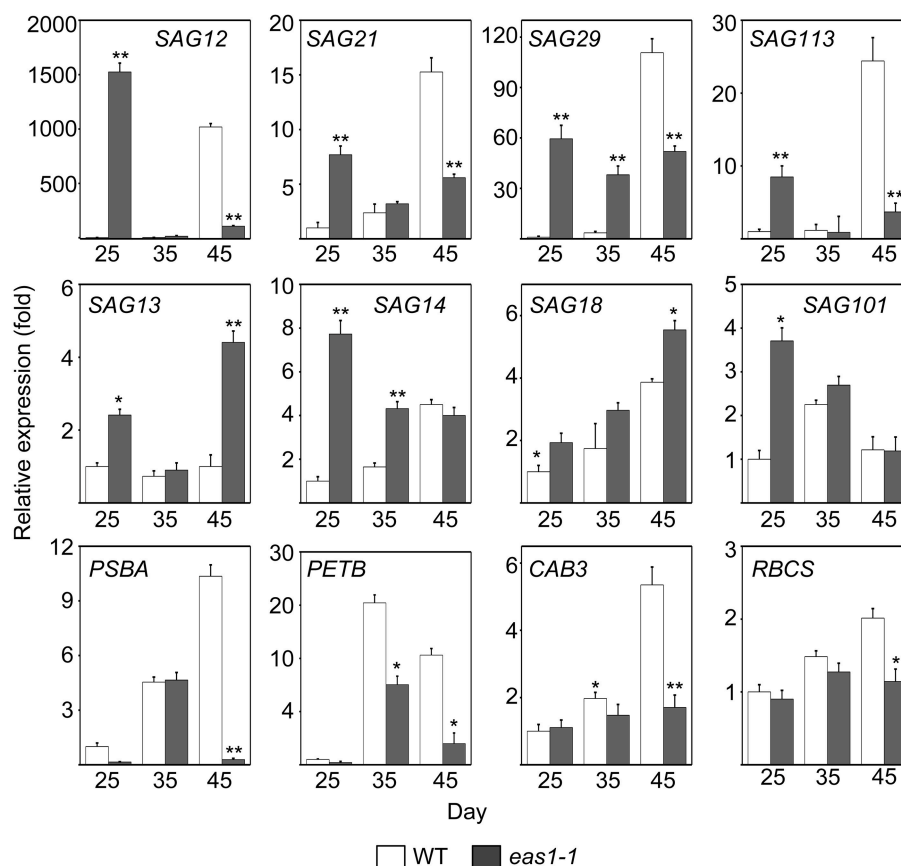 Relative expression (fold)
SAG12
2000
1500
1000
500
**
**
25 35 45
SAG21
20
15
10
5
**
**
25 35 45
SAG29
120
90
60
30
**
**
**
25 35 45
SAG113
30
20
10
**
**
25 35 45
SAG13
6
4
2
*
**
25 35 45
SAG14
10
8
6
4
2
**
**
25 35 45
SAG18
6
4
2
*
*
25 35 45
SAG101
5
4
3
2
1
*
25 35 45
PSBA
12
9
6
3
**
25 35 45
PETB
30
20
10
4
*
*
25 35 45
CAB3
6
4
2
*
**
25 35 45
RBCS
3
2
1
*
25 35 45
Day
WT eas1-1